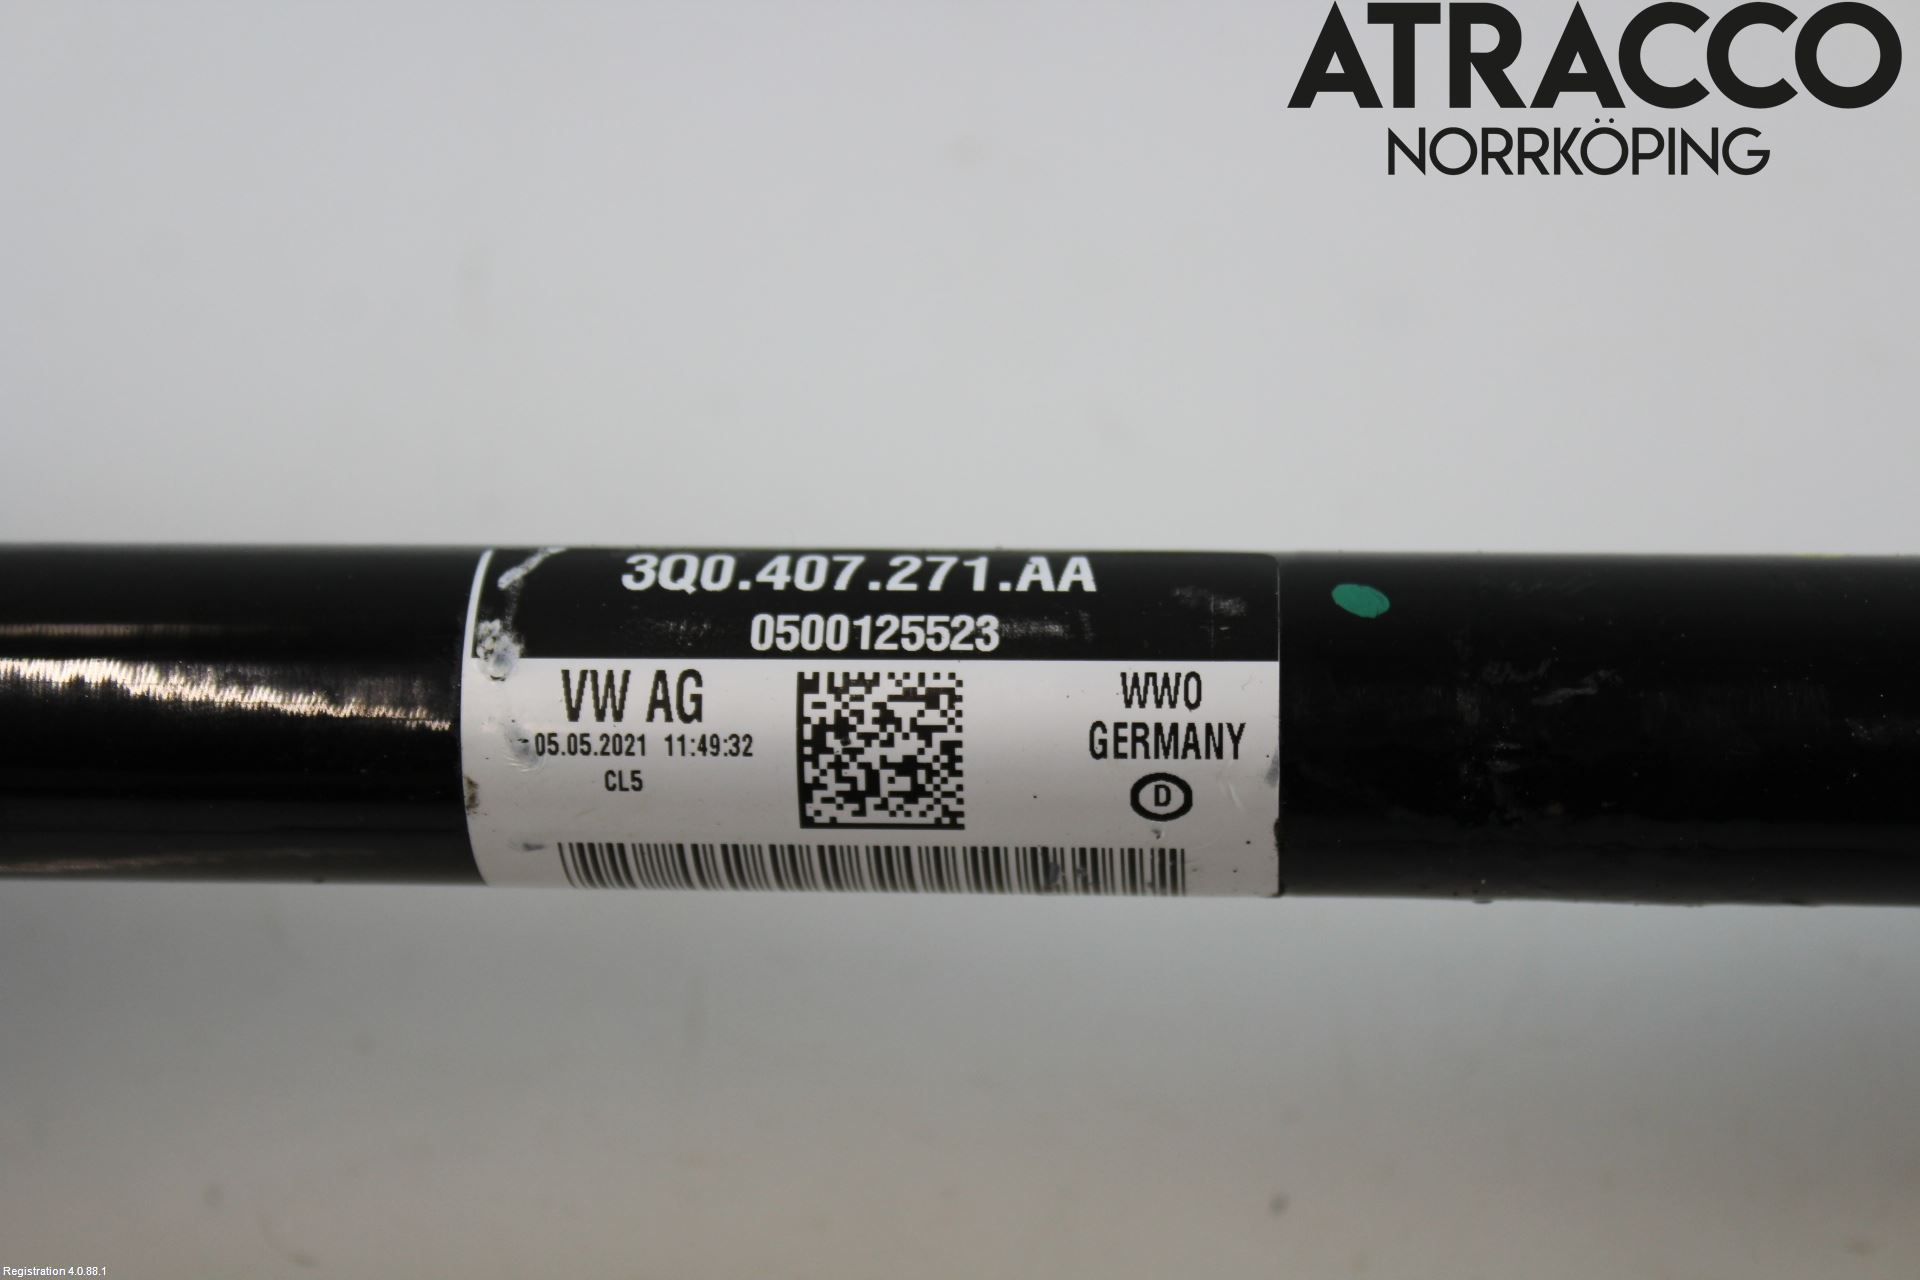 ATRACCO
NORRKÖPING
3Q0.407.271.AA
0500125523
VW AG
05.05.2021 11:49:32
CL5
WWO
GERMANY
D
Registration 4.0.88.1